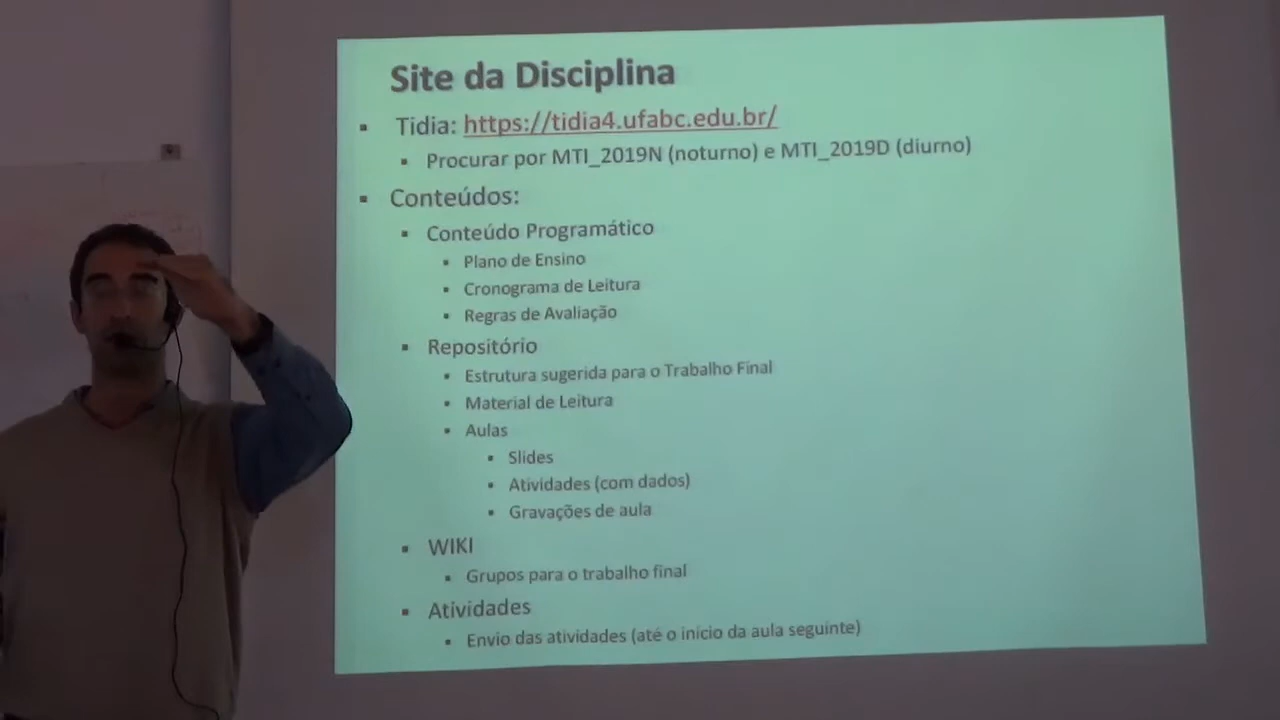 Site da Disciplina
Tidia: https://tidia4.ufabc.edu.br/
Procurar por MTI_2019N (noturno) e MTI_2019D (diurno)
Conteúdos:
Conteúdo Programático
Plano de Ensino
Cronograma de Leitura
Regras de Avaliação
Repositório
Estrutura sugerida para o Trabalho Final
Material de Leitura
Aulas
Slides
Atividades (com dados)
Gravações de aula
WIKI
Grupos para o trabalho final
Atividades
Envio das atividades (até o início da aula seguinte)